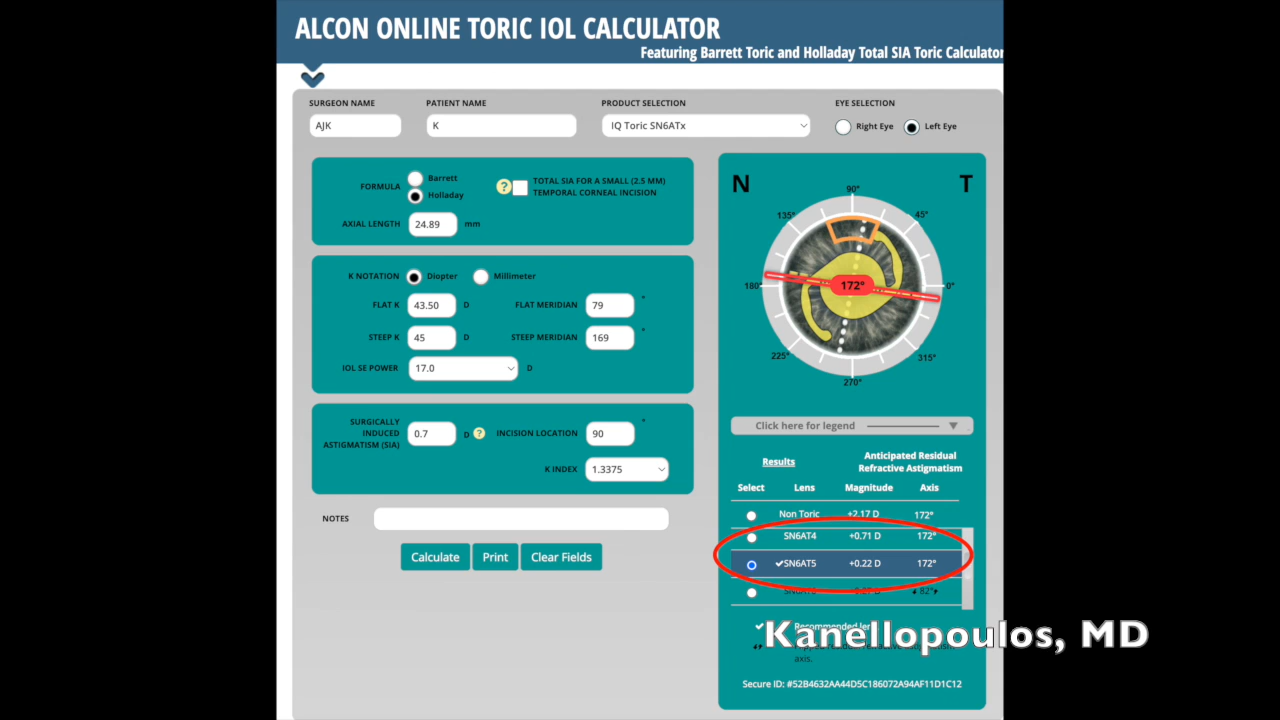 ALCON ONLINE TORIC IOL CALCULATOR
Featuring Barrett Toric and Holladay Total SIA Toric Calculator
SURGEON NAME PATIENT NAME PRODUCT SELECTION EYE SELECTION
AJK K IQ Toric SN6ATx Right Eye Left Eye
FORMULA Barrett
Holladay
? TOTAL SIA FOR A SMALL (2.5 MM)
TEMPORAL CORNEAL INCISION
AXIAL LENGTH 24.89 mm
K NOTATION Diopter Millimeter
FLAT K 43.50 D FLAT MERIDIAN 79 °
STEEP K 45 D STEEP MERIDIAN 169 °
IOL SE POWER 17.0 D
SURGICALLY
INDUCED
ASTIGMATISM (SIA)
0.7 D ? INCISION LOCATION 90 °
K INDEX 1.3375
NOTES
Calculate Print Clear Fields
N T
90°
135° 45°
180° 172° 0°
225° 315°
270°
Click here for legend
Results Anticipated Residual
Refractive Astigmatism
Select Lens Magnitude Axis
Non Toric +2.17 D 172°
SN6AT4 +0.71 D 172°
SN6AT5 +0.22 D 172°
82°
Recommended
Kanellopoulos, MD
axis.
Secure ID: #52B4632AA44D5C186072A94AF11D1C12